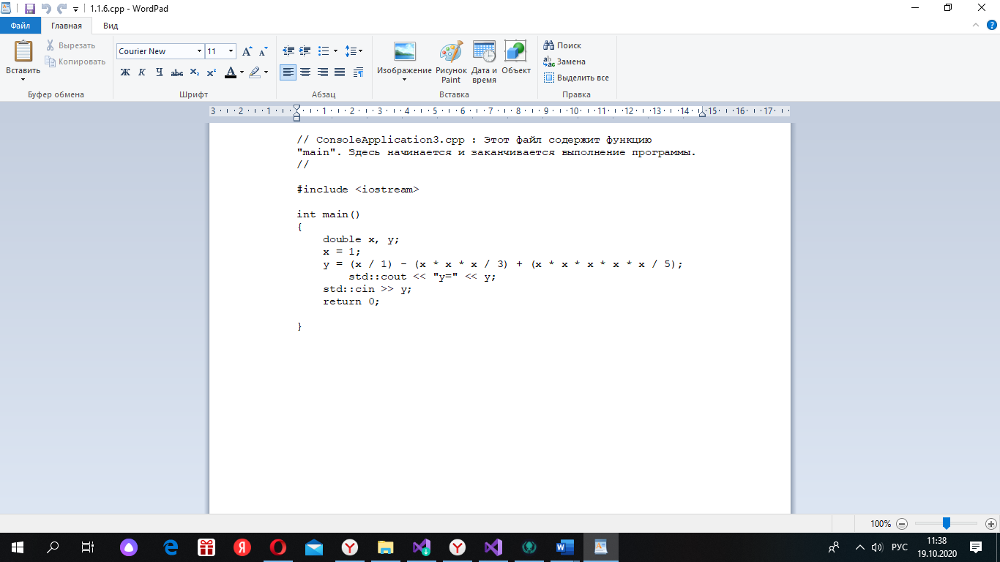 1.1.6.cpp - WordPad
Файл Главная Вид
Вставить
Вырезать
Копировать
Буфер обмена
Courier New 11
Ж К Ч abc X₂ X² A
Шрифт
Абзац
Изображение
Рисунок Paint
Дата и время
Объект
Вставка
Поиск
Замена
Выделить все
Правка
3 2 1 1 2 3 4 5 6 7 8 9 10 11 12 13 14 15 16 17
// ConsoleApplication3.cpp : Этот файл содержит функцию
"main". Здесь начинается и заканчивается выполнение программы.
//
#include <iostream>
int main()
{
double x, y;
x = 1;
y = (x / 1) - (x * x * x / 3) + (x * x * x * x * x / 5);
std::cout << "y=" << y;
std::cin >> y;
return 0;
}
100%
РУС
11:38
19.10.2020